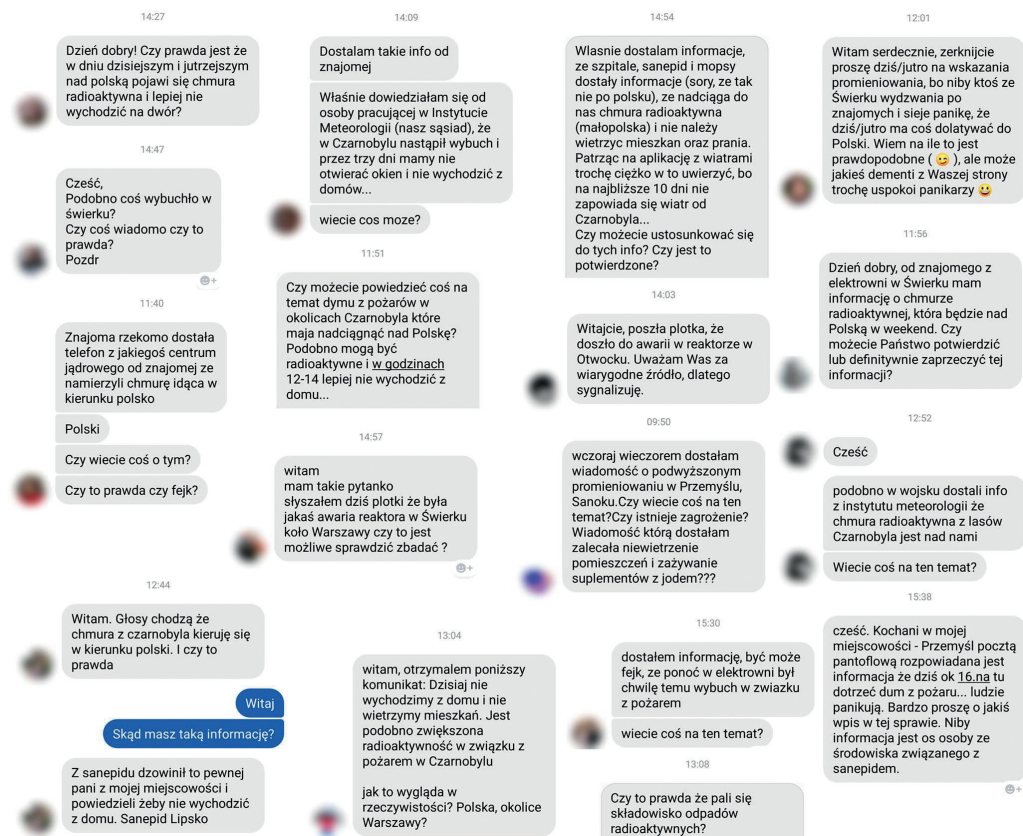 14:27
Dzień dobry! Czy prawda jest że
w dniu dzisiejszym i jutrzejszym
nad polską pojawi się chmura
radioaktywna i lepiej nie
wychodzić na dwór?
14:47
Cześć,
Podobno coś wybuchło w
świerku?
Czy coś wiadomo czy to
prawda?
Pozdr
11:40
Znajoma rzekomo dostała
telefon z jakiegoś centrum
jądrowego od znajomej ze
namierzyli chmurę idąca w
kierunku polsko
Polski
Czy wiecie coś o tym?
Czy to prawda czy fejk?
12:44
Witam. Głosy chodzą że
chmura z czarnobyla kieruję się
w kierunku polski. I czy to
prawda
Witaj
Skąd masz taką informację?
Z sanepidu dzowinił to pewnej
pani z mojej miejscowości i
powiedzieli żeby nie wychodzić
z domu. Sanepid Lipsko
14:09
Dostalam takie info od
znajomej
Właśnie dowiedziałam się od
osoby pracującej w Instytucie
Meteorologii (nasz sąsiad), że
w Czarnobylu nastąpił wybuch i
przez trzy dni mamy nie
otwierać okien i nie wychodzić z
domów...
wiecie cos moze?
11:51
Czy możecie powiedzieć coś na
temat dymu z pożarów w
okolicach Czarnobyla które
maja nadciągnąć nad Polskę?
Podobno mogą być
radioaktywne i w godzinach
12-14 lepiej nie wychodzić z
domu...
14:57
witam
mam takie pytanko
słyszałem dziś plotki że była
jakaś awaria reaktora w Świerku
koło Warszawy czy to jest
możliwe sprawdzić zbadać ?
13:04
witam, otrzymalem poniższy
komunikat: Dzisiaj nie
wychodzimy z domu i nie
wietrzymy mieszkań. Jest
podobno zwiększona
radioaktywność w związku z
pożarem w Czarnobylu
jak to wygląda w
rzeczywistości? Polska, okolice
Warszawy?
14:54
Wlasnie dostalam informacje,
ze szpitale, sanepid i mopsy
dostały informacje (sory, ze tak
nie po polsku), ze nadciąga do
nas chmura radioaktywna
(małopolska) i nie należy
wietrzyc mieszkan oraz prania.
Patrząc na aplikację z wiatrami
trochę ciężko w to uwierzyć, bo
na najbliższe 10 dni nie
zapowiada się wiatr od
Czarnobyla...
Czy możecie ustosunkować się
do tych info? Czy jest to
potwierdzone?
14:03
Witajcie, poszła plotka, że
doszło do awarii w reaktorze w
Otwocku. Uważam Was za
wiarygodne źródło, dlatego
sygnalizuję.
09:50
wczoraj wieczorem dostałam
wiadomość o podwyższonym
promieniowaniu w Przemyślu,
Sanoku.Czy wiecie coś na ten
temat?Czy istnieje zagrożenie?
Wiadomość którą dostałam
zalecała niewietrzenie
pomieszczeń i zażywanie
suplementów z jodem???
15:30
dostałem informację, być może
fejk, ze ponoć w elektrowni był
chwilę temu wybuch w zwiazku
z pożarem
wiecie coś na ten temat?
13:08
Czy to prawda że pali się
składowisko odpadów
radioaktywnych?
12:01
Witam serdecznie, zerknijcie
proszę dziś/jutro na wskazania
promieniowania, bo niby ktoś ze
Świerku wydzwania po
znajomych i sieje panikę, że
dziś/jutro ma coś dolatywać do
Polski. Wiem na ile to jest
prawdopodobne ( 😜 ), ale może
jakieś dementi z Waszej strony
trochę uspokoi panikarzy 😃
11:56
Dzień dobry, od znajomego z
elektrowni w Świerku mam
informację o chmurze
radioaktywnej, która będzie nad
Polską w weekend. Czy
możecie Państwo potwierdzić
lub definitywnie zaprzeczyć tej
informacji?
12:52
Cześć
podobno w wojsku dostali info
z instytutu meteorologii że
chmura radioaktywna z lasów
Czarnobyla jest nad nami
Wiecie coś na ten temat?
15:38
cześć. Kochani w mojej
miejscowości - Przemyśl pocztą
pantoflową rozpowiadana jest
informacja że dziś ok 16.na tu
dotrzeć dum z pożaru... ludzie
panikują. Bardzo proszę o jakiś
wpis w tej sprawie. Niby
informacja jest os osoby ze
środowiska związanego z
sanepidem.